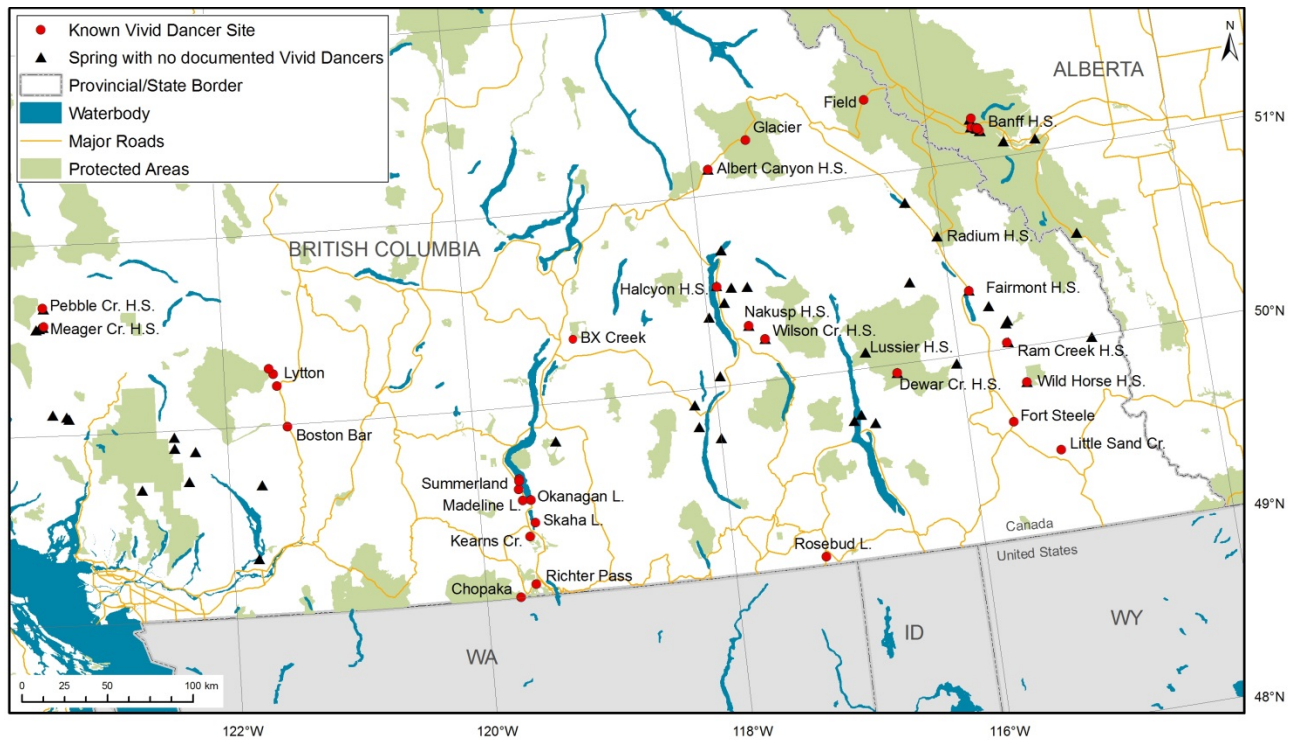 Known Vivid Dancer Site
Spring with no documented Vivid Dancers
Provincial/State Border
Waterbody
Major Roads
Protected Areas
N
ALBERTA
Field
Banff H.S.
51°N
Glacier
Albert Canyon H.S.
BRITISH COLUMBIA
Radium H.S.
Halcyon H.S.
Fairmont H.S.
Pebble Cr. H.S.
Meager Cr. H.S.
Nakusp H.S.
Wilson Cr. H.S.
50°N
BX Creek
Lussier H.S.
Ram Creek H.S.
Lytton
Dewar Cr. H.S.
Wild Horse H.S.
Boston Bar
Fort Steele
Little Sand Cr.
Summerland
Madeline L.
Okanagan L.
49°N
Skaha L.
Kearns Cr.
Canada
United States
Rosebud L.
Richter Pass
Chopaka
WA
ID
WY
0 25 50 100 km
48°N
122°W
120°W
118°W
116°W